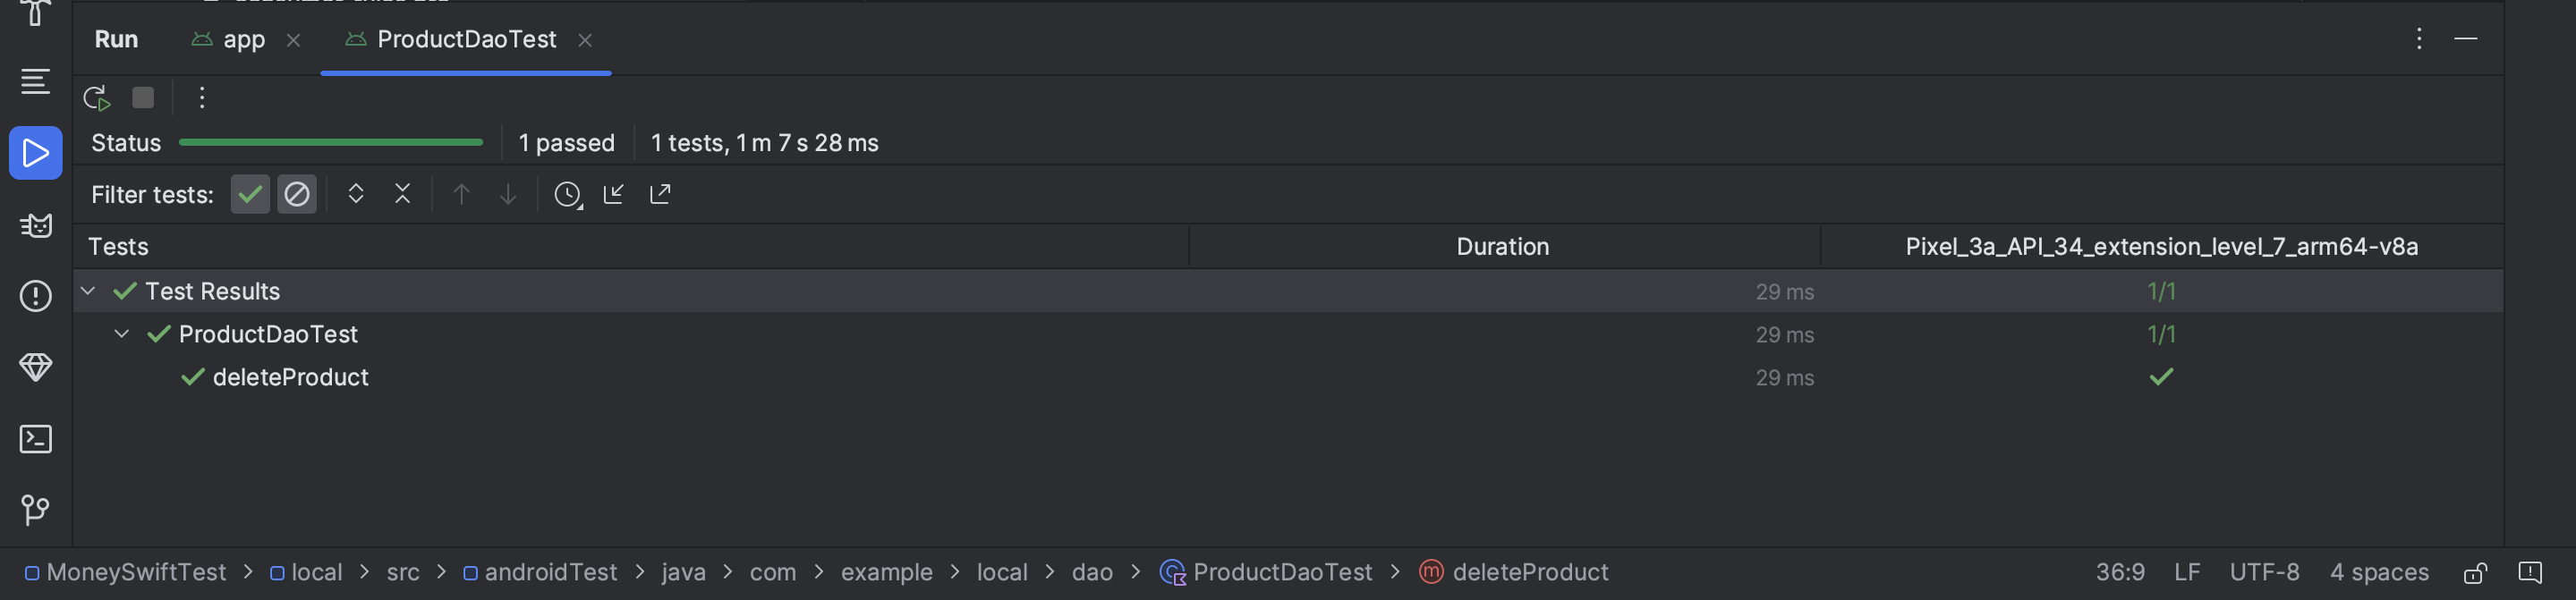 Run app ProductDaoTest
Status 1 passed 1 tests, 1 m 7 s 28 ms
Filter tests:
Tests Duration Pixel_3a_API_34_extension_level_7_arm64-v8a
Test Results 29 ms 1/1
ProductDaoTest 29 ms 1/1
deleteProduct 29 ms
MoneySwiftTest > local > src > androidTest > java > com > example > local > dao > ProductDaoTest > m deleteProduct 36:9 LF UTF-8 4 spaces